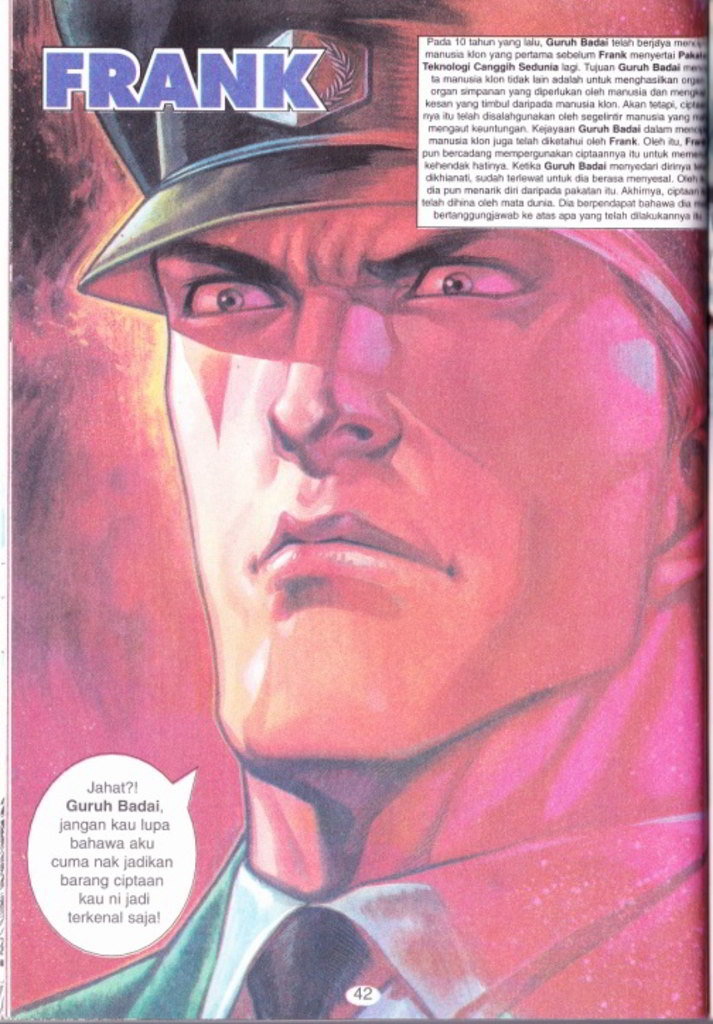 FRANK
Pada 10 tahun yang lalu, Guruh Badai telah berjaya
manusia klon yang pertama sebelum Frank menyertai
Teknologi Canggih Sedunia lagi. Tujuan Guruh Badai
ta manusia klon tidak lain adalah untuk menghasilkan
organ simpanan yang diperlukan oleh manusia dan
kesan yang timbul daripada manusia klon. Akan tetapi,
nya itu telah disalahgunakan oleh segelintir manusia yang
mengaut keuntungan. Kejayaan Guruh Badai dalam
manusia klon juga telah diketahui oleh Frank. Oleh itu,
pun bercadang mempergunakan ciptaannya itu untuk
kehendak hatinya. Ketika Guruh Badai menyedari dirinya
dikhianati, sudah terlewat untuk dia berasa menyesal.
dia pun menarik diri daripada pakatan itu. Akhirnya,
telah dihina oleh mata dunia. Dia berpendapat bahawa dia
bertanggungjawab ke atas apa yang telah dilakukannya
Jahat?!
Guruh Badai,
jangan kau lupa
bahawa aku
cuma nak jadikan
barang ciptaan
kau ni jadi
terkenal saja!
42